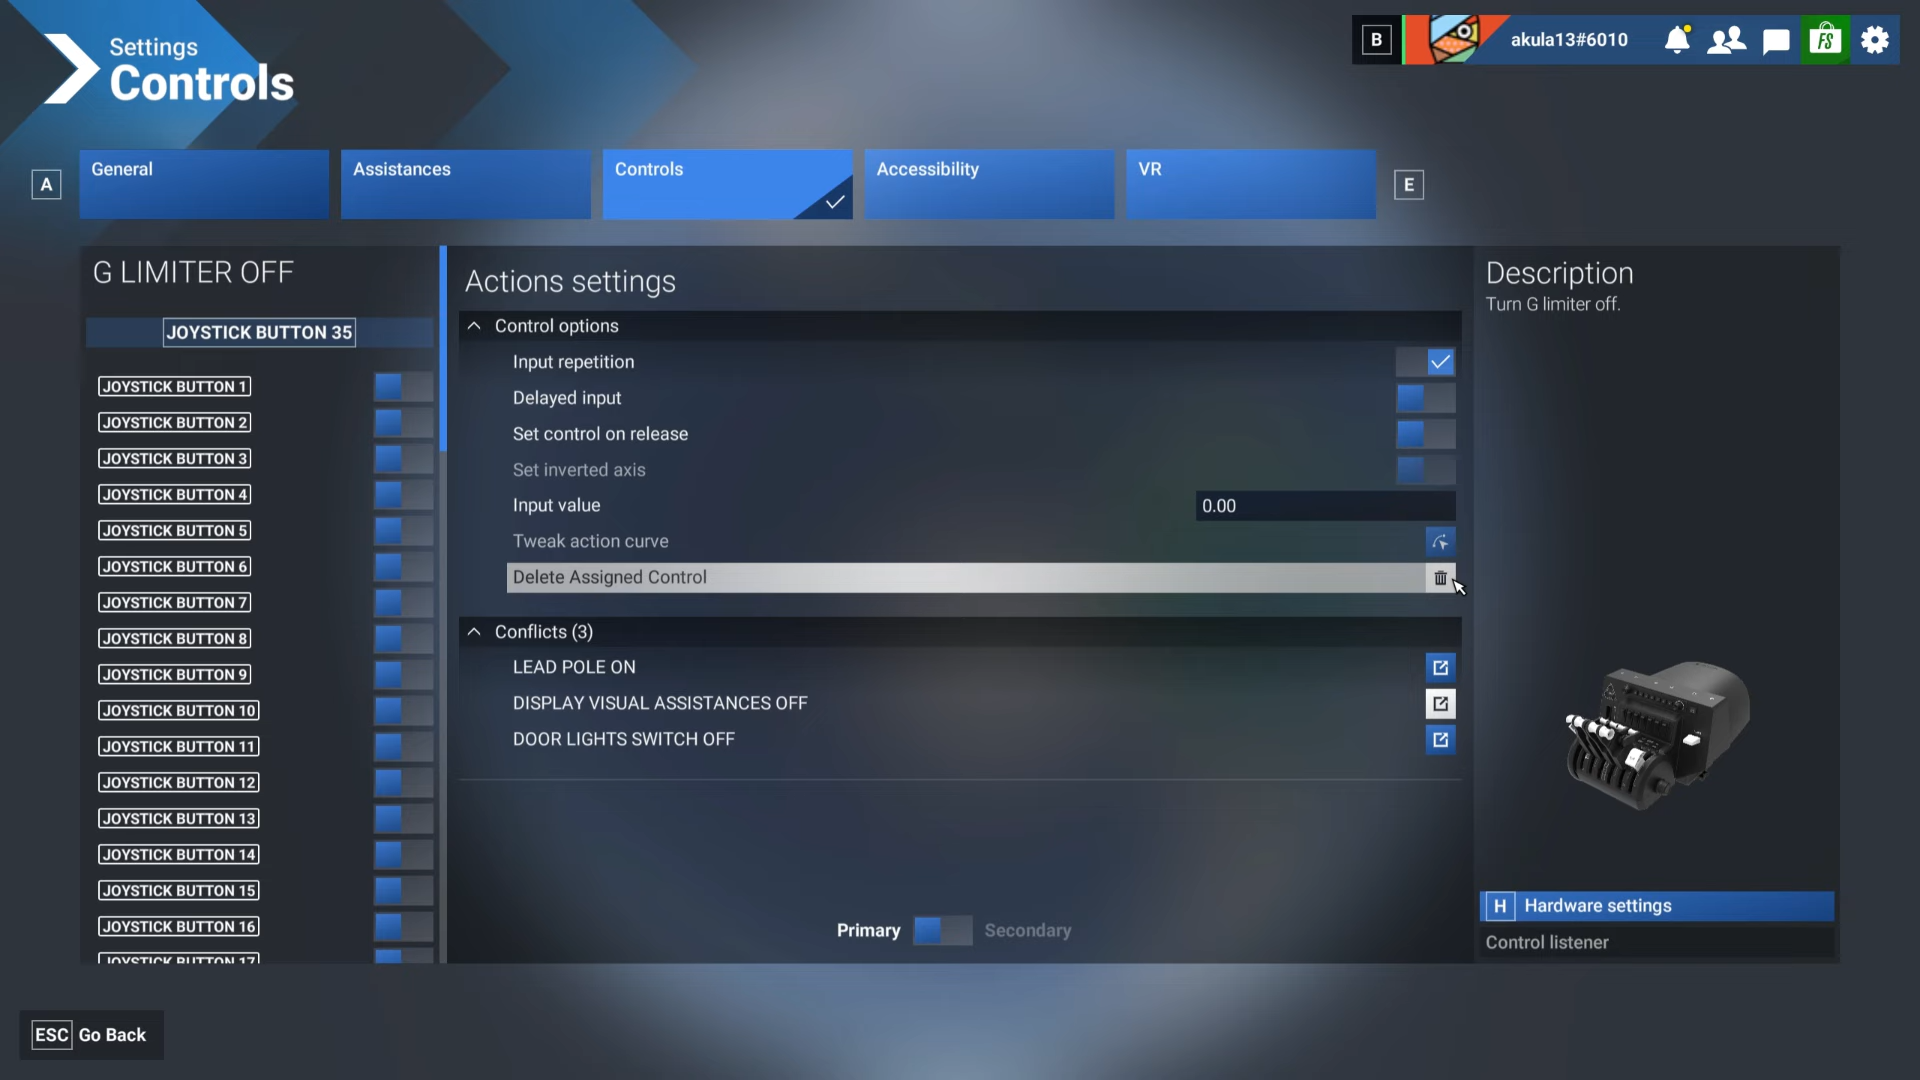 Settings
Controls
B
akula13#6010
FS
A
General
Assistances
Controls
Accessibility
VR
E
G LIMITER OFF
JOYSTICK BUTTON 35
JOYSTICK BUTTON 1
JOYSTICK BUTTON 2
JOYSTICK BUTTON 3
JOYSTICK BUTTON 4
JOYSTICK BUTTON 5
JOYSTICK BUTTON 6
JOYSTICK BUTTON 7
JOYSTICK BUTTON 8
JOYSTICK BUTTON 9
JOYSTICK BUTTON 10
JOYSTICK BUTTON 11
JOYSTICK BUTTON 12
JOYSTICK BUTTON 13
JOYSTICK BUTTON 14
JOYSTICK BUTTON 15
JOYSTICK BUTTON 16
JOYSTICK BUTTON 17
Actions settings
Control options
Input repetition
Delayed input
Set control on release
Set inverted axis
Input value
0.00
Tweak action curve
Delete Assigned Control
Conflicts (3)
LEAD POLE ON
DISPLAY VISUAL ASSISTANCES OFF
DOOR LIGHTS SWITCH OFF
Primary
Secondary
Description
Turn G limiter off.
H Hardware settings
Control listener
ESC Go Back